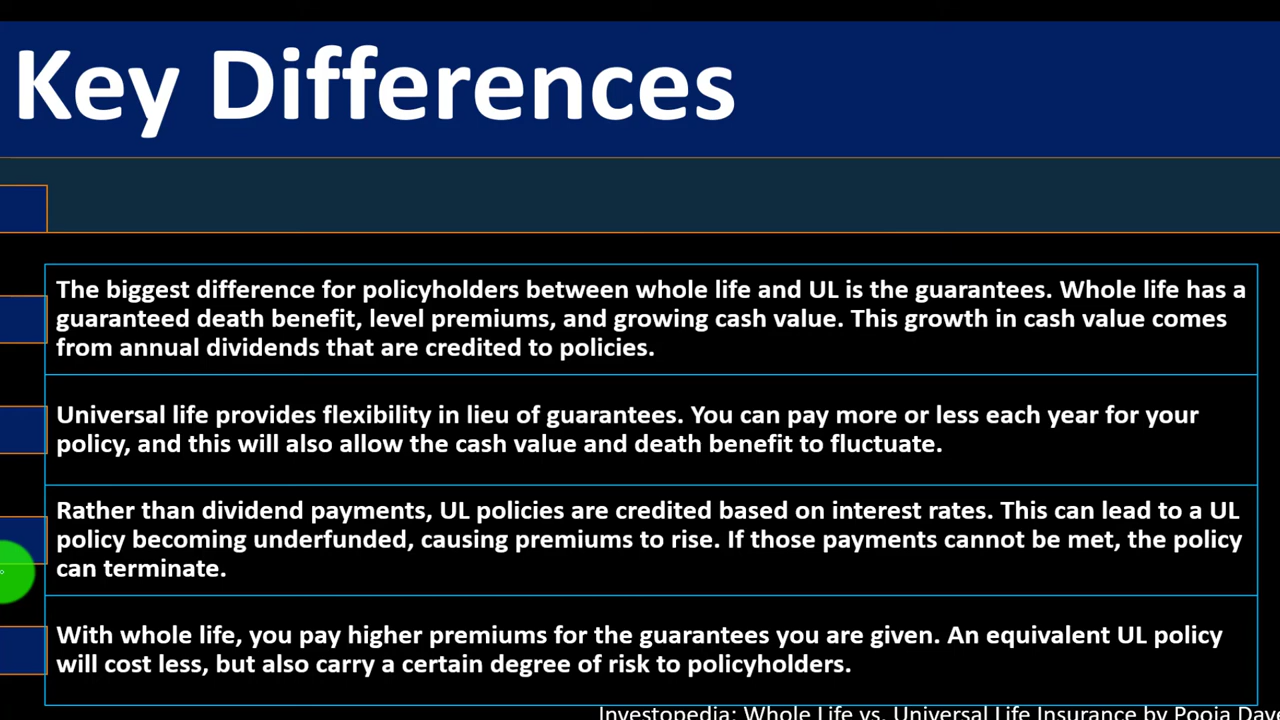 Key Differences
The biggest difference for policyholders between whole life and UL is the guarantees. Whole life has a
guaranteed death benefit, level premiums, and growing cash value. This growth in cash value comes
from annual dividends that are credited to policies.
Universal life provides flexibility in lieu of guarantees. You can pay more or less each year for your
policy, and this will also allow the cash value and death benefit to fluctuate.
Rather than dividend payments, UL policies are credited based on interest rates. This can lead to a UL
policy becoming underfunded, causing premiums to rise. If those payments cannot be met, the policy
can terminate.
With whole life, you pay higher premiums for the guarantees you are given. An equivalent UL policy
will cost less, but also carry a certain degree of risk to policyholders.
Investopedia: Whole Life vs. Universal Life Insurance by Pooja